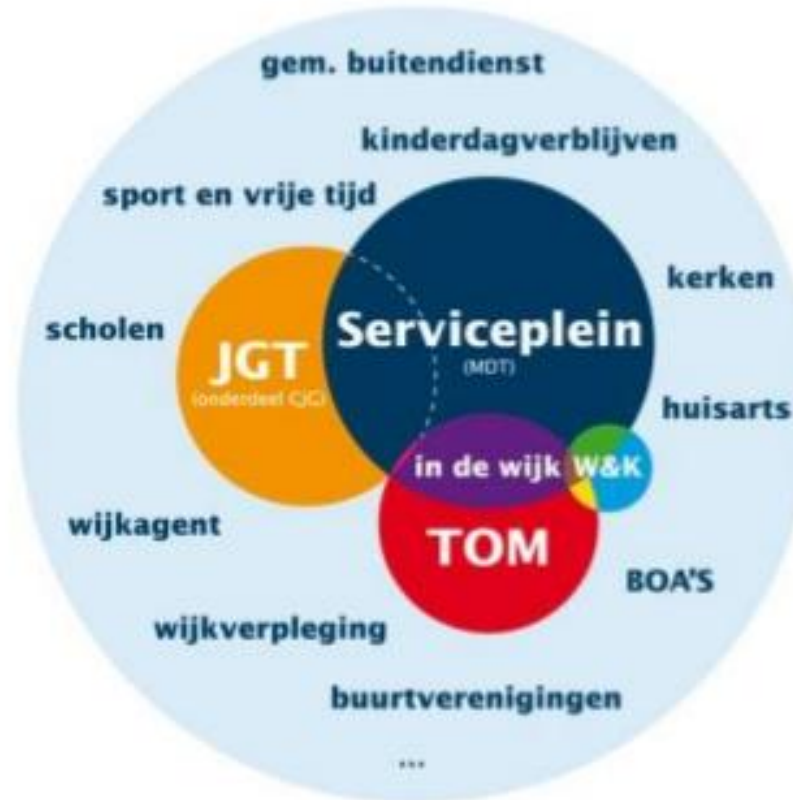 gem. buitendienst
kinderdagverblijven
sport en vrije tijd
kerken
scholen
Serviceplein
(MDT)
JGT
(onderdeel CJG)
huisarts
in de wijk
W&K
wijkagent
TOM
BOA'S
wijkverpleging
buurtverenigingen
...